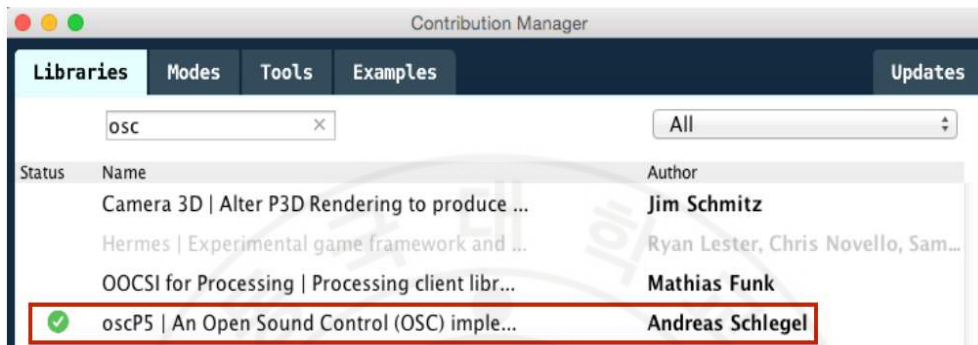 Contribution Manager
Libraries Modes Tools Examples Updates
osc × All
Status Name Author
Camera 3D | Alter P3D Rendering to produce ... Jim Schmitz
Hermes | Experimental game framework and ... Ryan Lester, Chris Novello, Sam...
OOCSI for Processing | Processing client libr... Mathias Funk
oscP5 | An Open Sound Control (OSC) imple... Andreas Schlegel